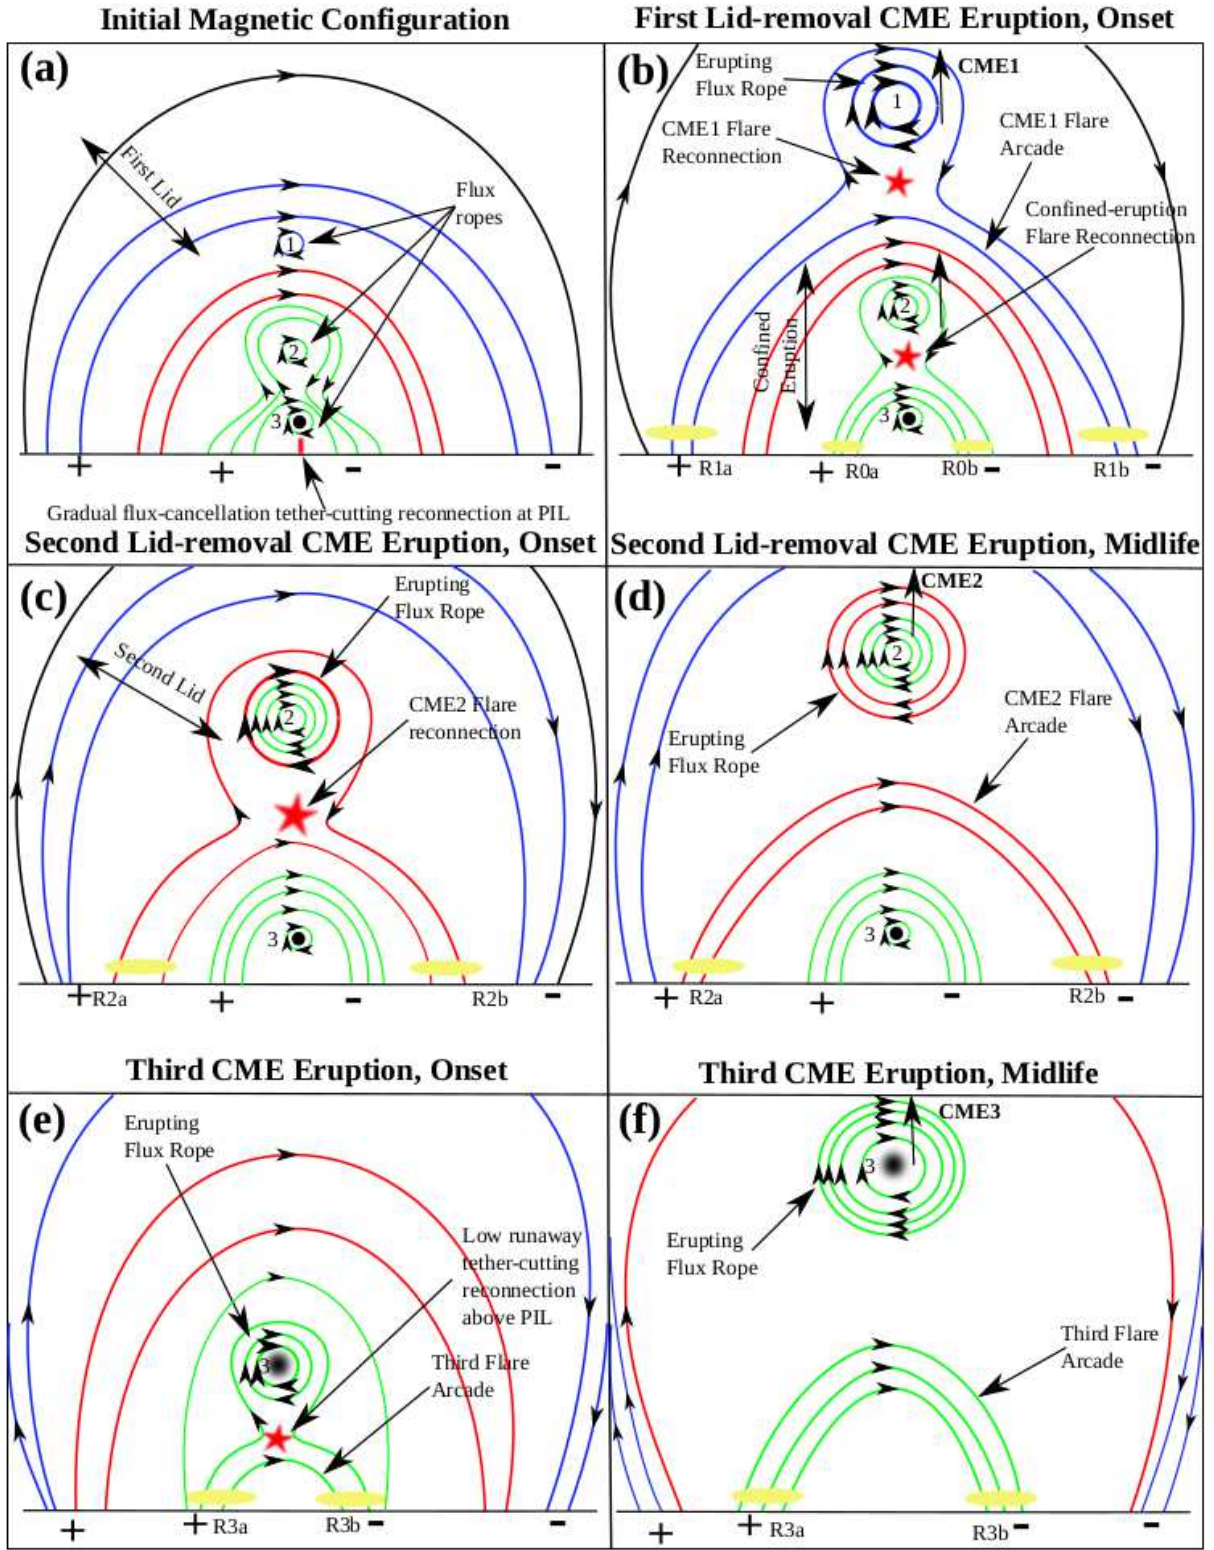 Initial Magnetic Configuration
First Lid-removal CME Eruption, Onset
(a)
First Lid
Flux
ropes
1
2
3
+
+
-
-
Gradual flux-cancellation tether-cutting reconnection at PIL
(b)
Erupting
Flux Rope
CME1
1
CME1 Flare
Reconnection
CME1 Flare
Arcade
Confined-eruption
Flare Reconnection
Confined
Eruption
2
3
+ R1a
+ R0a
R0b -
R1b -
Second Lid-removal CME Eruption, Onset
Second Lid-removal CME Eruption, Midlife
(c)
Erupting
Flux Rope
Second Lid
2
CME2 Flare
reconnection
3
+ R2a
+
-
R2b -
(d)
CME2
2
CME2 Flare
Arcade
Erupting
Flux Rope
3
+ R2a
+
-
R2b -
Third CME Eruption, Onset
Third CME Eruption, Midlife
(e)
Erupting
Flux Rope
Low runaway
tether-cutting
reconnection
above PIL
3
Third Flare
Arcade
+
+ R3a
R3b -
-
(f)
CME3
3
Erupting
Flux Rope
Third Flare
Arcade
+
+ R3a
R3b -
-